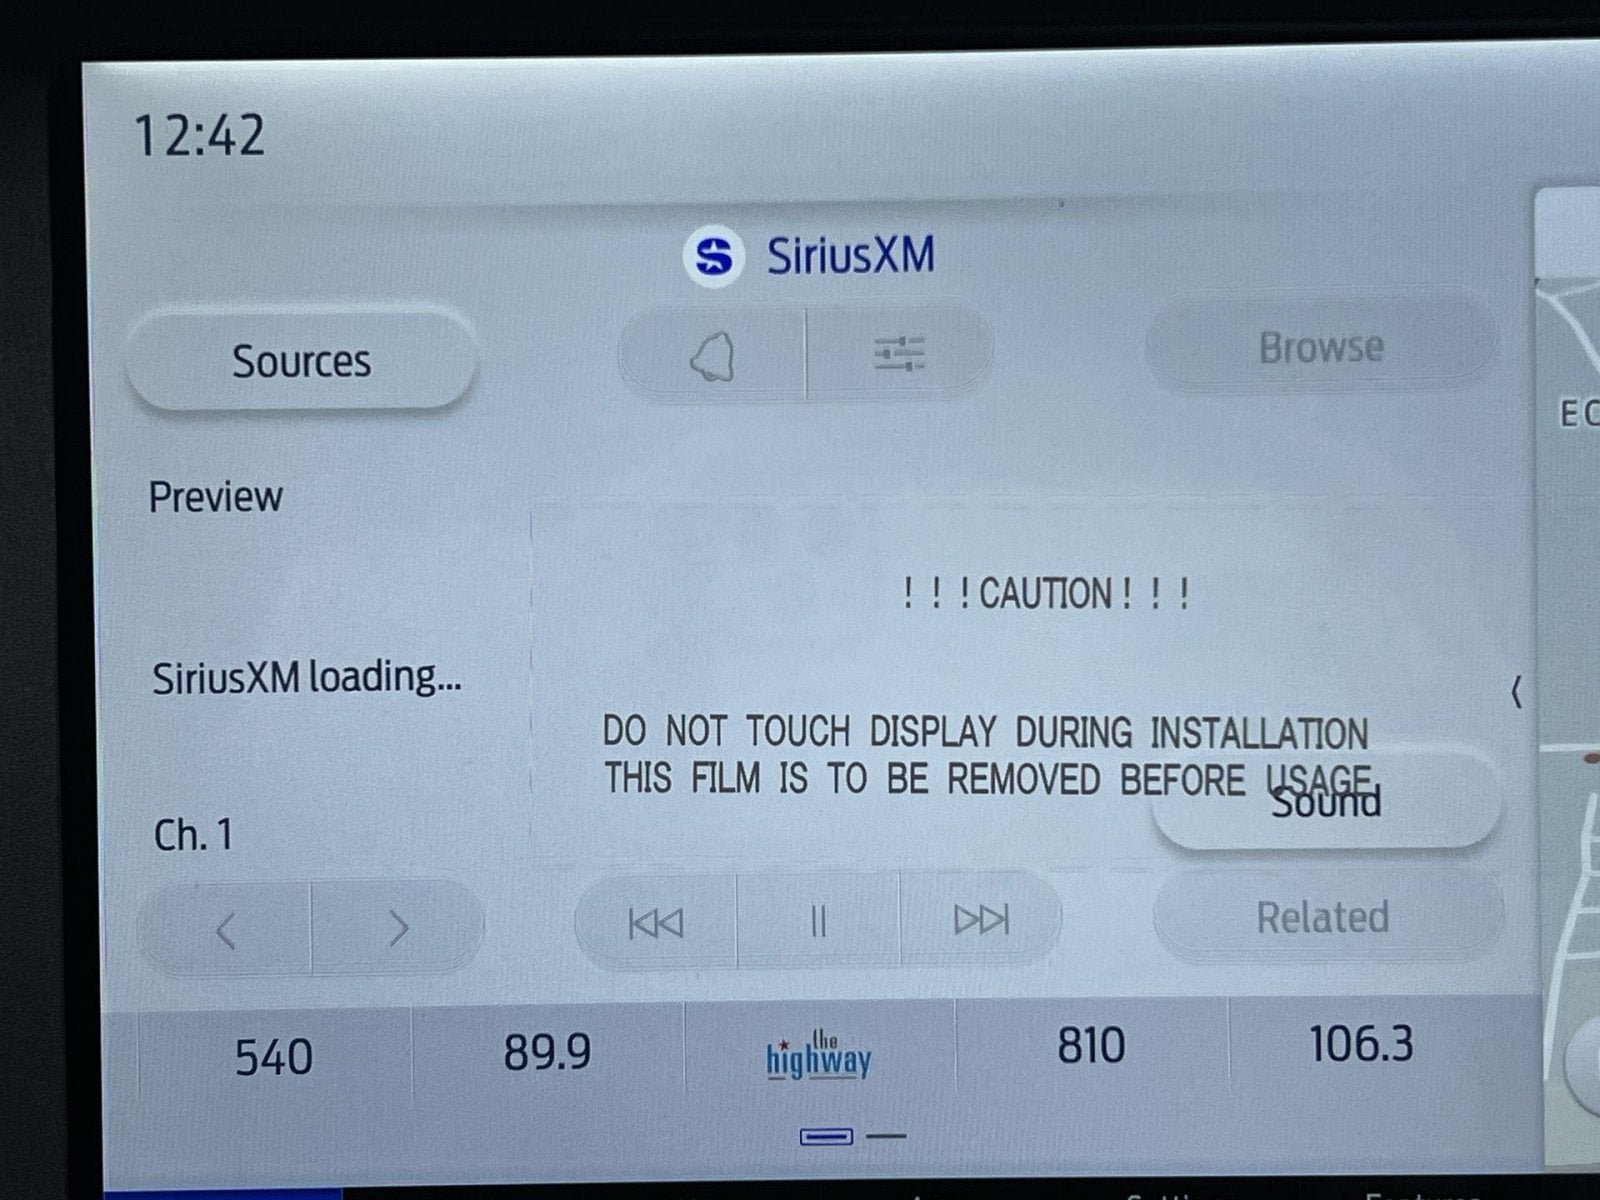 12:42
SiriusXM
Sources
Browse
Preview
! ! ! CAUTION ! ! !
SiriusXM loading...
DO NOT TOUCH DISPLAY DURING INSTALLATION
THIS FILM IS TO BE REMOVED BEFORE USAGE.
Sound
Ch. 1
Related
540
89.9
the
highway
810
106.3